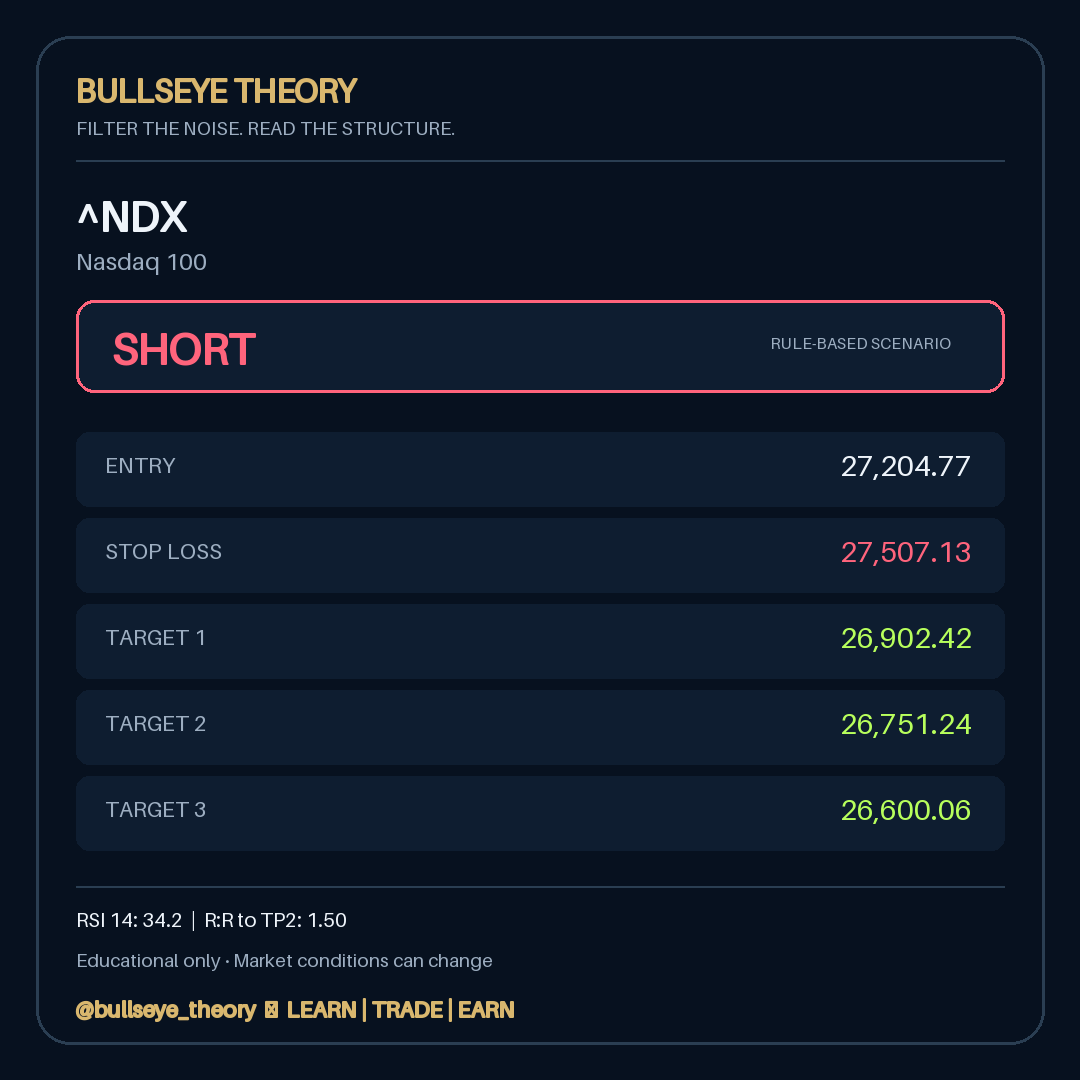 BULLSEYE THEORY
FILTER THE NOISE. READ THE STRUCTURE.
^NDX
Nasdaq 100
SHORT
RULE-BASED SCENARIO
ENTRY 27,204.77
STOP LOSS 27,507.13
TARGET 1 26,902.42
TARGET 2 26,751.24
TARGET 3 26,600.06
RSI 14: 34.2 | R:R to TP2: 1.50
Educational only · Market conditions can change
@bullseye_theory LEARN | TRADE | EARN